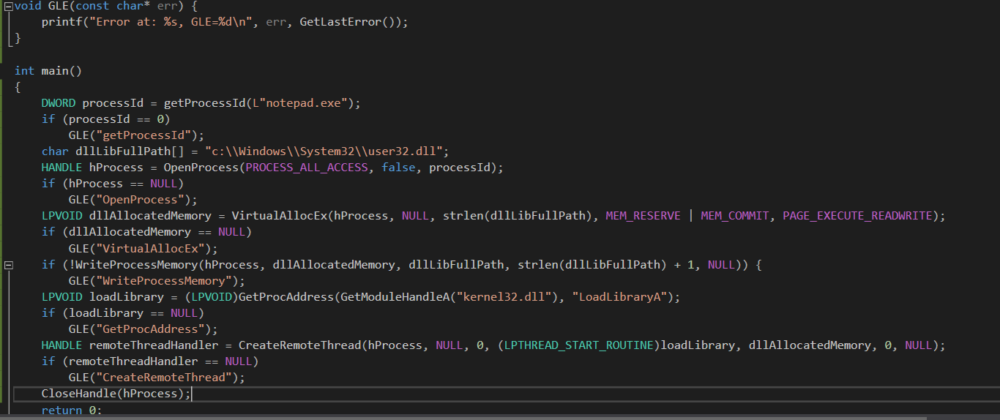 void GLE(const char* err) {
    printf("Error at: %s, GLE=%d\n", err, GetLastError());
}

int main()
{
    DWORD processId = getProcessId(L"notepad.exe");
    if (processId == 0)
        GLE("getProcessId");
    char dllLibFullPath[] = "c:\\Windows\\System32\\user32.dll";
    HANDLE hProcess = OpenProcess(PROCESS_ALL_ACCESS, false, processId);
    if (hProcess == NULL)
        GLE("OpenProcess");
    LPVOID dllAllocatedMemory = VirtualAllocEx(hProcess, NULL, strlen(dllLibFullPath), MEM_RESERVE | MEM_COMMIT, PAGE_EXECUTE_READWRITE);
    if (dllAllocatedMemory == NULL)
        GLE("VirtualAllocEx");
    if (!WriteProcessMemory(hProcess, dllAllocatedMemory, dllLibFullPath, strlen(dllLibFullPath) + 1, NULL)) {
        GLE("WriteProcessMemory");
    LPVOID loadLibrary = (LPVOID)GetProcAddress(GetModuleHandleA("kernel32.dll"), "LoadLibraryA");
    if (loadLibrary == NULL)
        GLE("GetProcAddress");
    HANDLE remoteThreadHandler = CreateRemoteThread(hProcess, NULL, 0, (LPTHREAD_START_ROUTINE)loadLibrary, dllAllocatedMemory, 0, NULL);
    if (remoteThreadHandler == NULL)
        GLE("CreateRemoteThread");
    CloseHandle(hProcess);
    return 0;